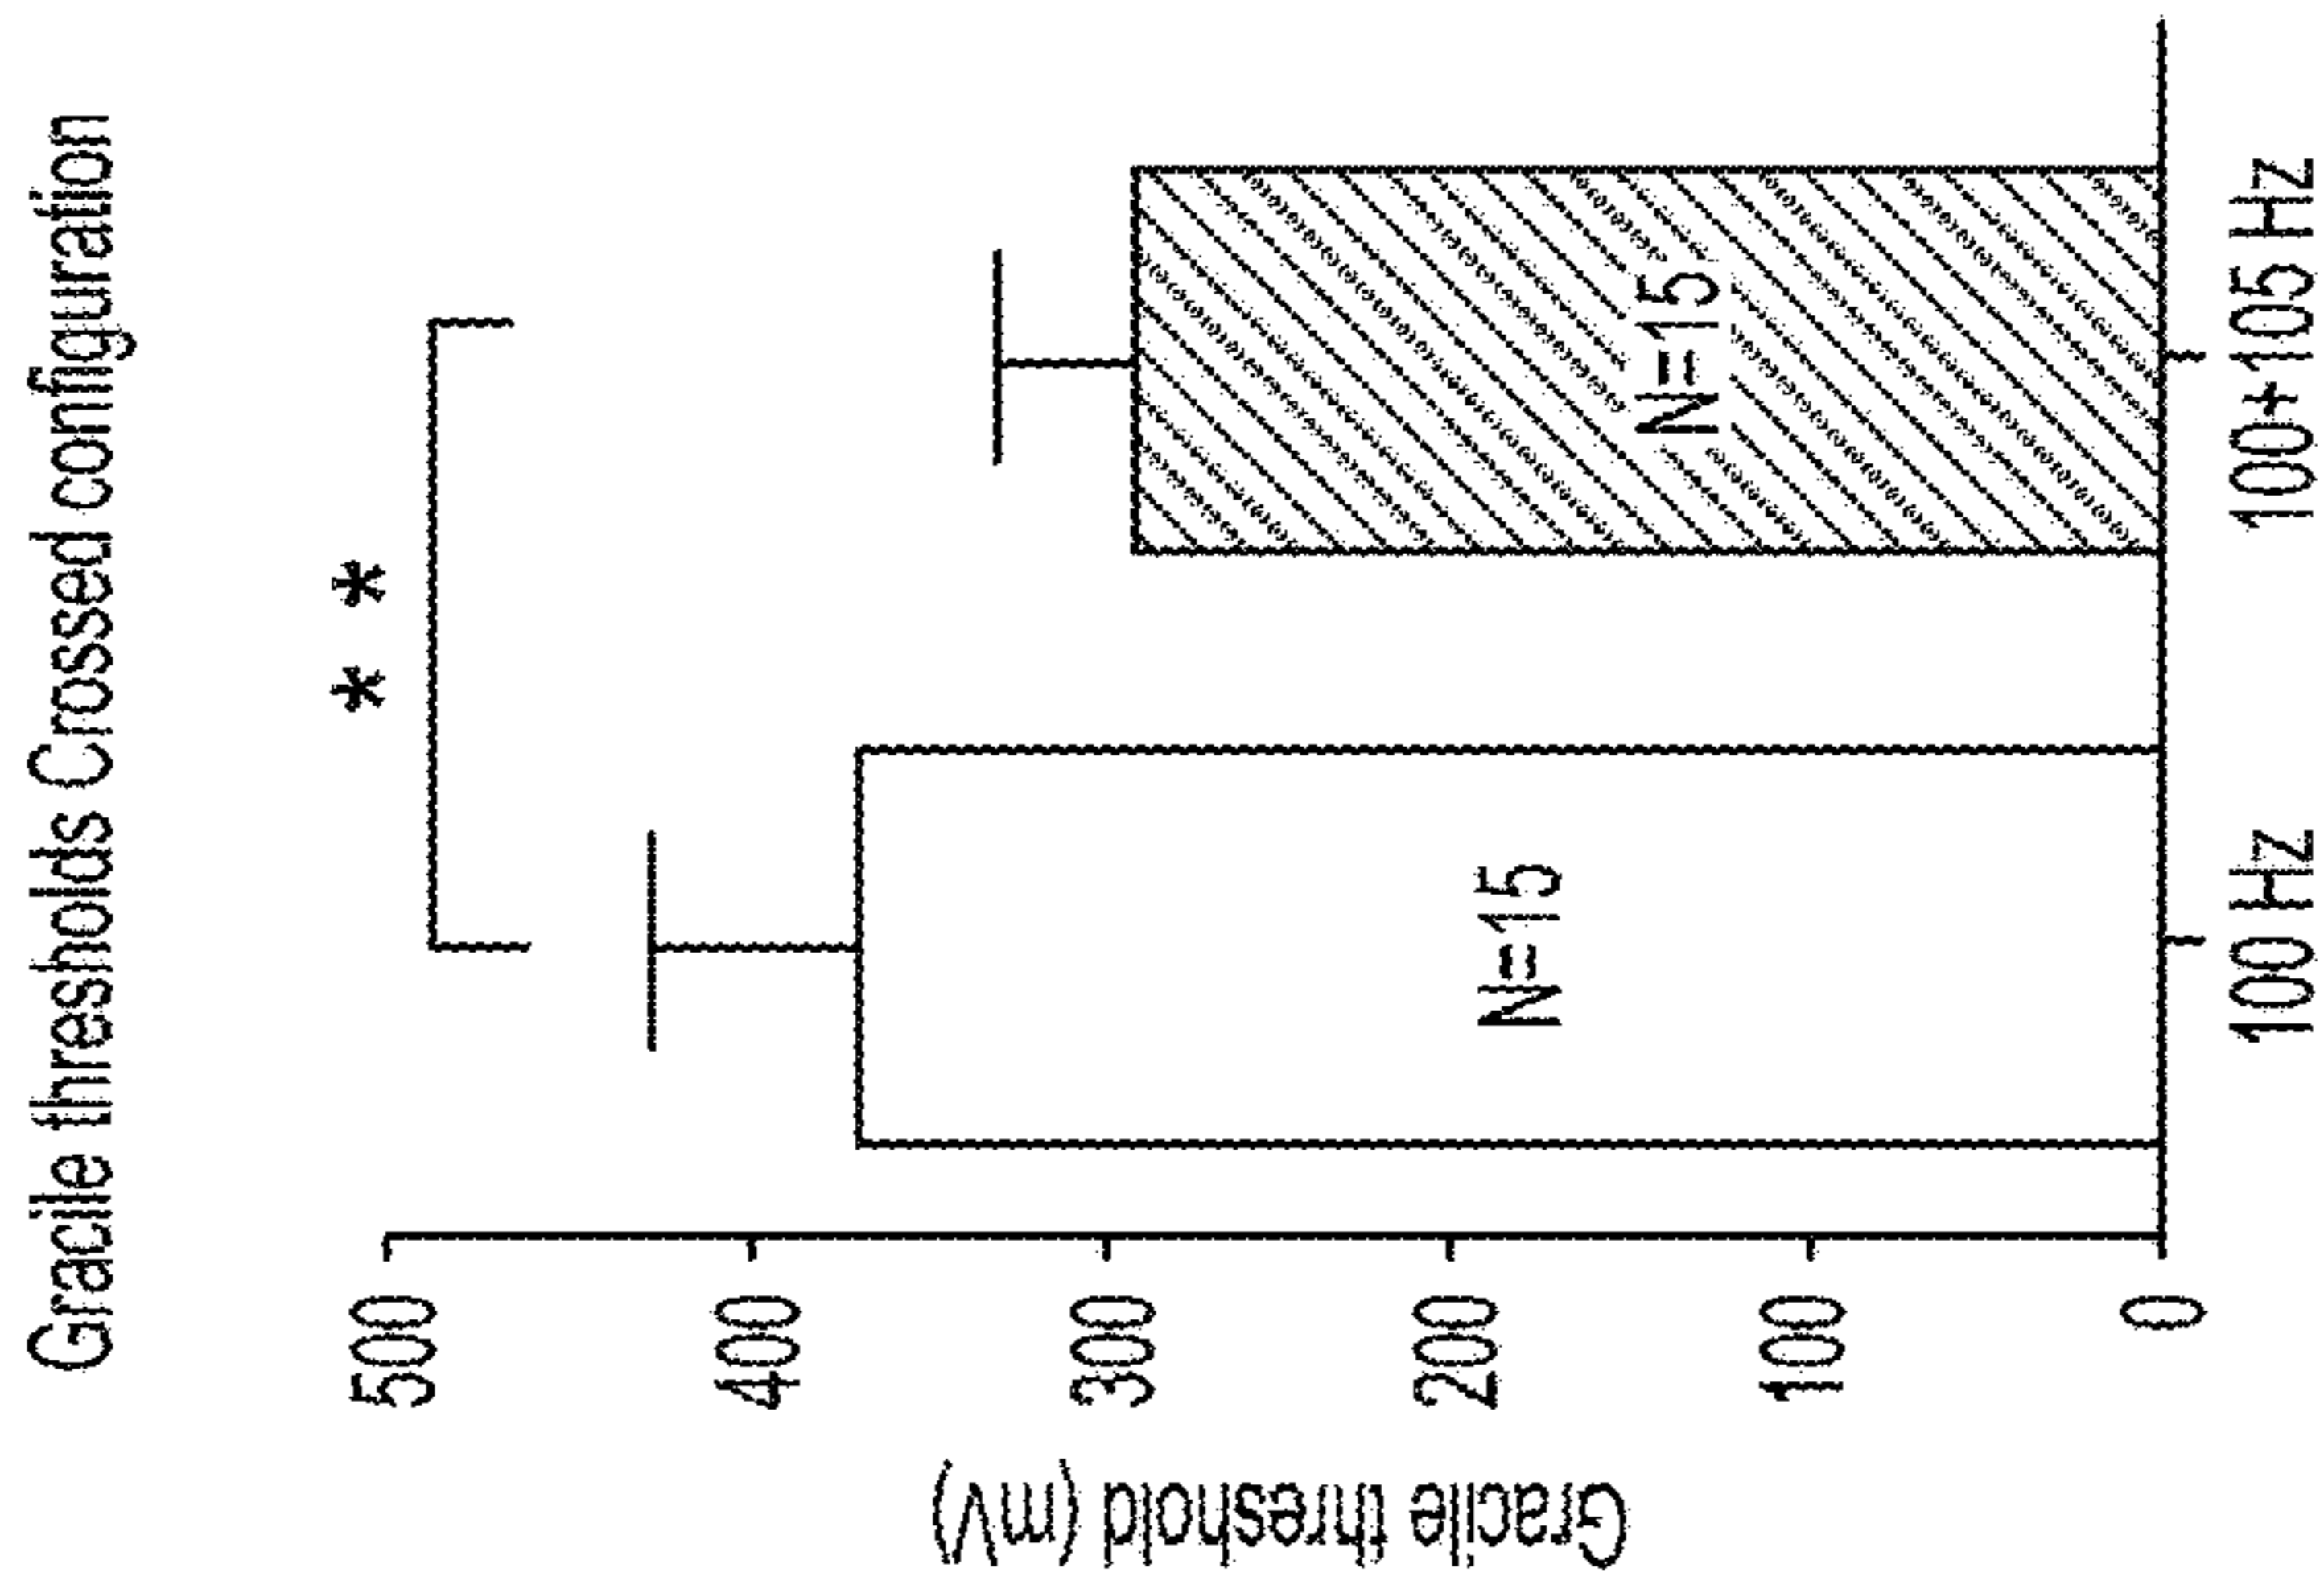 Gracile thresholds Crossed configuration
* *
500
400
300
200
100
0
Gracile threshold (mV)
N=15
N=15
100 Hz
100+105 Hz